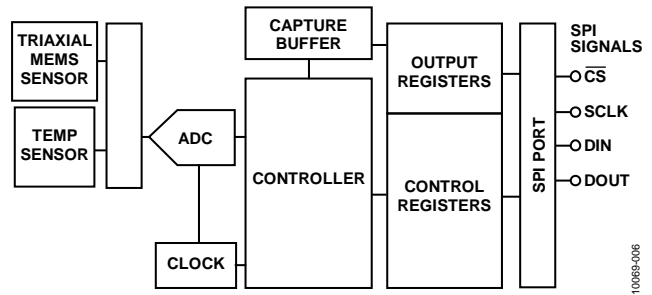 TRIAXIAL
MEMS
SENSOR
TEMP
SENSOR
ADC
CLOCK
CAPTURE
BUFFER
CONTROLLER
OUTPUT
REGISTERS
CONTROL
REGISTERS
SPI PORT
SPI
SIGNALS
CS
SCLK
DIN
DOUT
10069-006